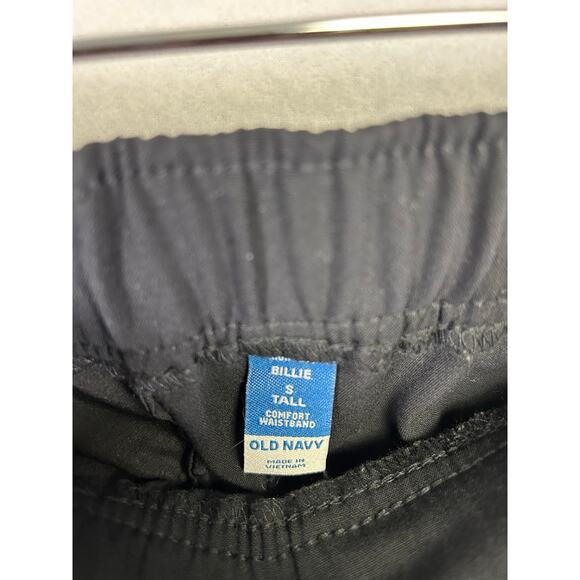 BILLIE
S
TALL
COMFORT
WAISTBAND
OLD NAVY
MADE IN
VIETNAM